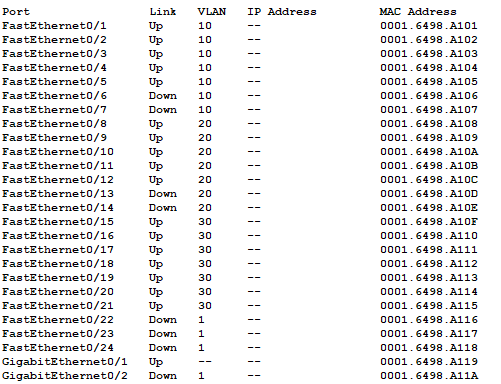 Port Link VLAN IP Address MAC Address
FastEthernet0/1 Up 10 -- 0001.6498.A101
FastEthernet0/2 Up 10 -- 0001.6498.A102
FastEthernet0/3 Up 10 -- 0001.6498.A103
FastEthernet0/4 Up 10 -- 0001.6498.A104
FastEthernet0/5 Up 10 -- 0001.6498.A105
FastEthernet0/6 Down 10 -- 0001.6498.A106
FastEthernet0/7 Down 10 -- 0001.6498.A107
FastEthernet0/8 Up 20 -- 0001.6498.A108
FastEthernet0/9 Up 20 -- 0001.6498.A109
FastEthernet0/10 Up 20 -- 0001.6498.A10A
FastEthernet0/11 Up 20 -- 0001.6498.A10B
FastEthernet0/12 Up 20 -- 0001.6498.A10C
FastEthernet0/13 Down 20 -- 0001.6498.A10D
FastEthernet0/14 Down 20 -- 0001.6498.A10E
FastEthernet0/15 Up 30 -- 0001.6498.A10F
FastEthernet0/16 Up 30 -- 0001.6498.A110
FastEthernet0/17 Up 30 -- 0001.6498.A111
FastEthernet0/18 Up 30 -- 0001.6498.A112
FastEthernet0/19 Up 30 -- 0001.6498.A113
FastEthernet0/20 Up 30 -- 0001.6498.A114
FastEthernet0/21 Up 30 -- 0001.6498.A115
FastEthernet0/22 Down 1 -- 0001.6498.A116
FastEthernet0/23 Down 1 -- 0001.6498.A117
FastEthernet0/24 Down 1 -- 0001.6498.A118
GigabitEthernet0/1 Up -- -- 0001.6498.A119
GigabitEthernet0/2 Down 1 -- 0001.6498.A11A